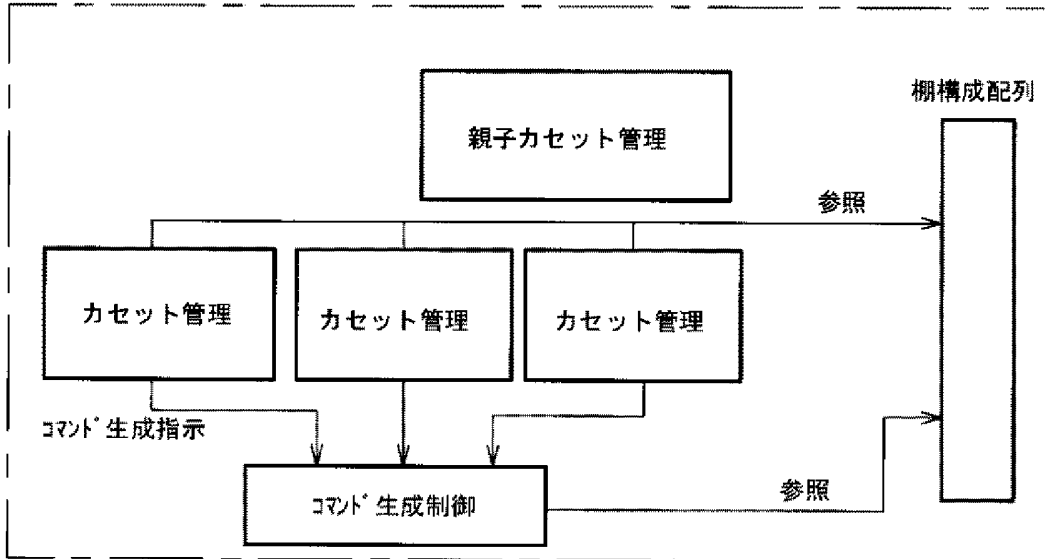 棚構成配列
親子カセット管理
参照
カセット管理
カセット管理
カセット管理
ｺﾏﾝﾄﾞ生成指示
ｺﾏﾝﾄﾞ生成制御
参照